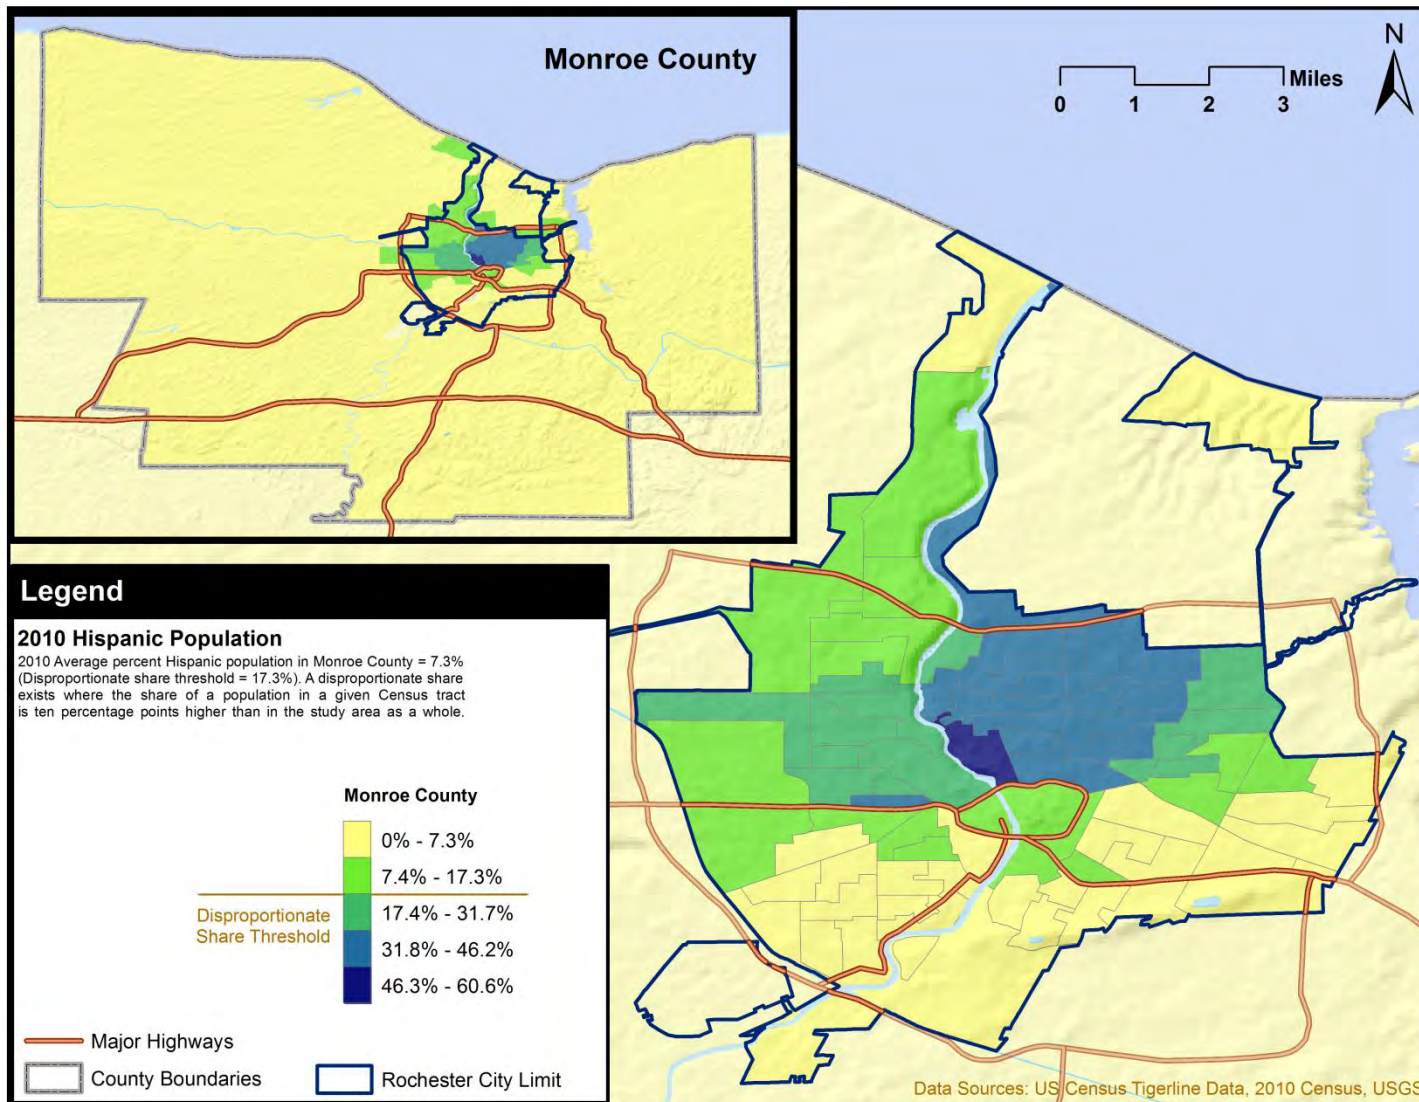 Monroe County
N
Miles
0 1 2 3
Legend
2010 Hispanic Population
2010 Average percent Hispanic population in Monroe County = 7.3%
(Disproportionate share threshold = 17.3%). A disproportionate share
exists where the share of a population in a given Census tract
is ten percentage points higher than in the study area as a whole.
Monroe County
0% - 7.3%
7.4% - 17.3%
Disproportionate
Share Threshold
17.4% - 31.7%
31.8% - 46.2%
46.3% - 60.6%
Major Highways
County Boundaries
Rochester City Limit
Data Sources: US Census Tigerline Data, 2010 Census, USGS